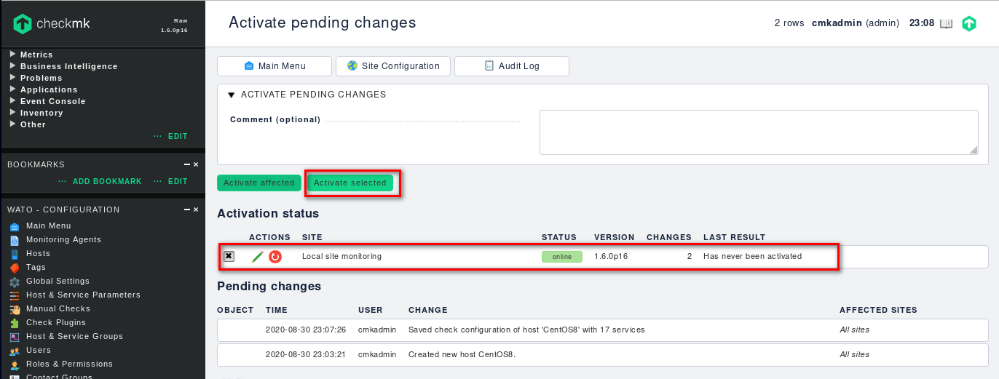 checkmk
Raw
1.6.0p16
Metrics
Business Intelligence
Problems
Applications
Event Console
Inventory
Other
··· EDIT
BOOKMARKS
··· ADD BOOKMARK ··· EDIT
WATO - CONFIGURATION
Main Menu
Monitoring Agents
Hosts
Tags
Global Settings
Host & Service Parameters
Manual Checks
Check Plugins
Host & Service Groups
Users
Roles & Permissions
Contact Groups
Activate pending changes
2 rows cmkadmin (admin) 23:08
Main Menu Site Configuration Audit Log
ACTIVATE PENDING CHANGES
Comment (optional)
Activate affected Activate selected
Activation status
ACTIONS SITE STATUS VERSION CHANGES LAST RESULT
Local site monitoring online 1.6.0p16 2 Has never been activated
Pending changes
OBJECT TIME USER CHANGE AFFECTED SITES
2020-08-30 23:07:26 cmkadmin Saved check configuration of host 'CentOS8' with 17 services All sites
2020-08-30 23:03:21 cmkadmin Created new host CentOS8. All sites